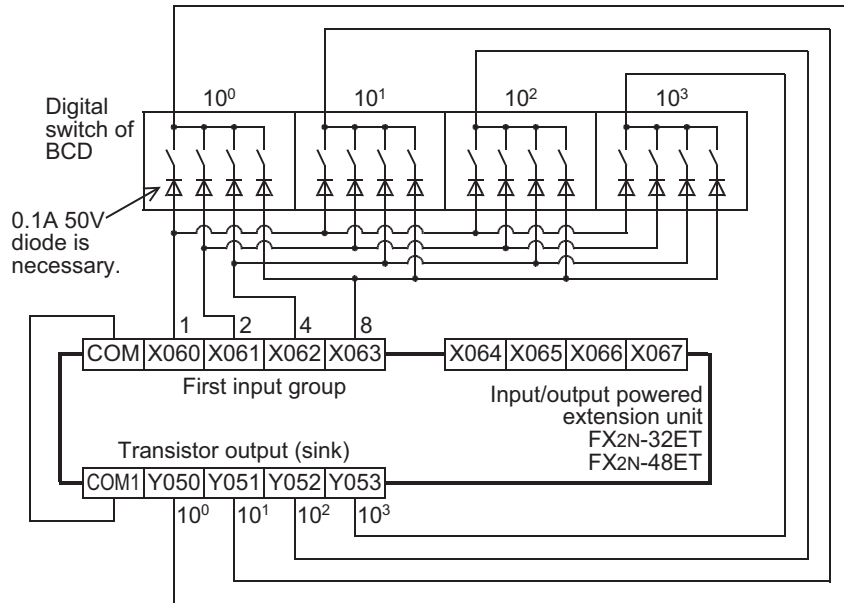 10⁰ 10¹ 10² 10³
Digital
switch of
BCD
0.1A 50V
diode is
necessary.
1 2 4 8
COM X060 X061 X062 X063 X064 X065 X066 X067
First input group
Input/output powered
extension unit
FX2N-32ET
FX2N-48ET
Transistor output (sink)
COM1 Y050 Y051 Y052 Y053
10⁰ 10¹ 10² 10³